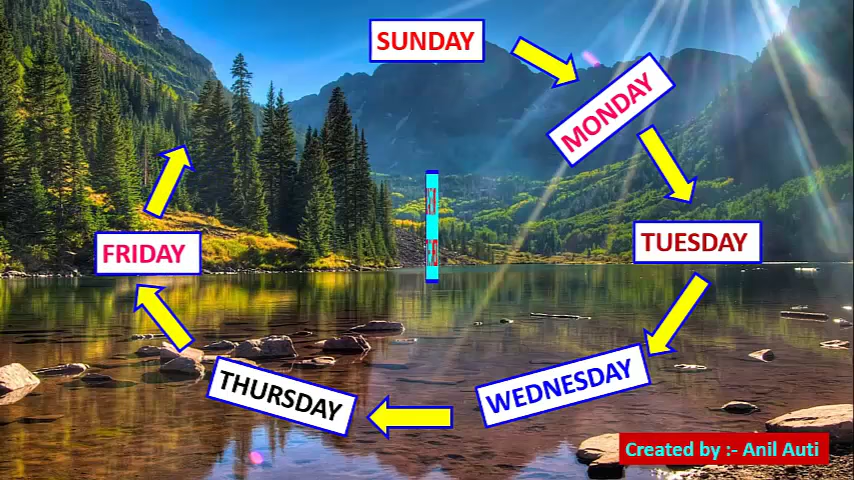 SUNDAY
MONDAY
TUESDAY
WEDNESDAY
THURSDAY
FRIDAY
Created by :- Anil Auti